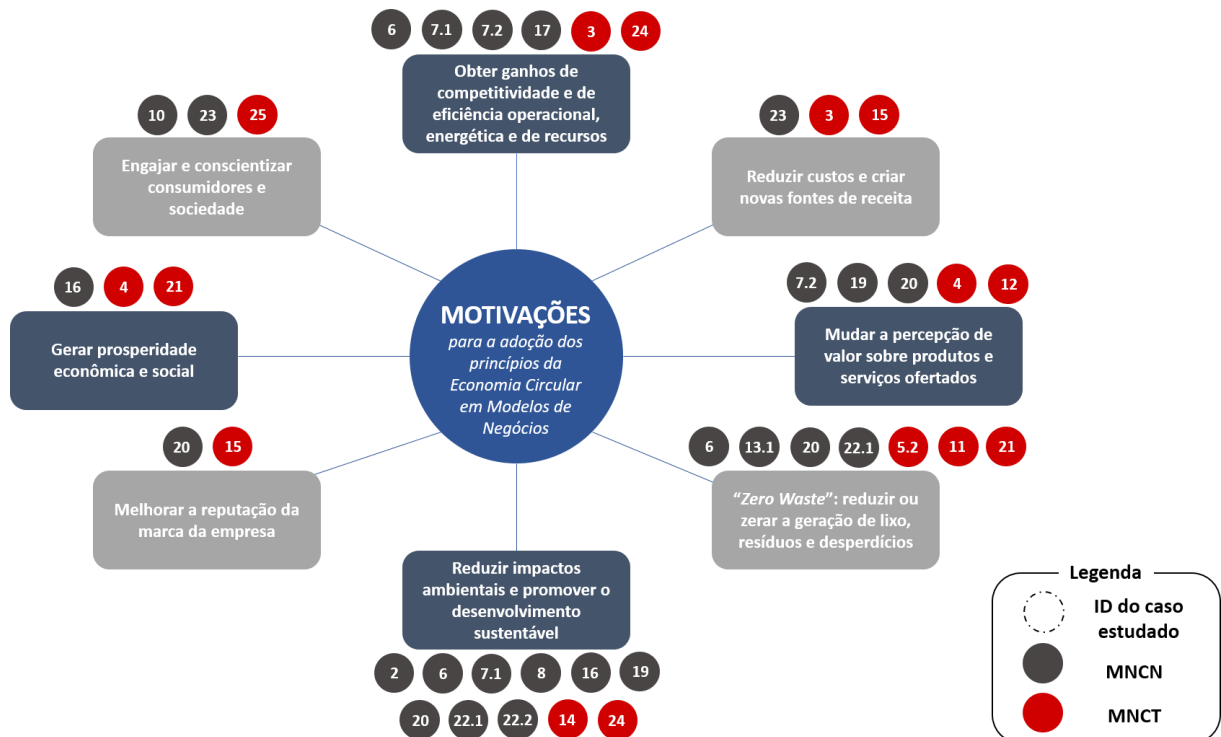 6 7.1 7.2 17 3 24
Obter ganhos de
competitividade e de
eficiência operacional,
energética e de recursos
10 23 25
Engajar e conscientizar
consumidores e
sociedade
23 3 15
Reduzir custos e criar
novas fontes de receita
16 4 21
Gerar prosperidade
econômica e social
MOTIVAÇÕES
para a adoção dos
princípios da
Economia Circular
em Modelos de
Negócios
7.2 19 20 4 12
Mudar a percepção de
valor sobre produtos e
serviços ofertados
20 15
Melhorar a reputação da
marca da empresa
6 13.1 20 22.1 5.2 11 21
“Zero Waste”: reduzir ou
zerar a geração de lixo,
resíduos e desperdícios
Reduzir impactos
ambientais e promover o
desenvolvimento
sustentável
2 6 7.1 8 16 19
20 22.1 22.2 14 24
Legenda
ID do caso
estudado
MNCN
MNCT